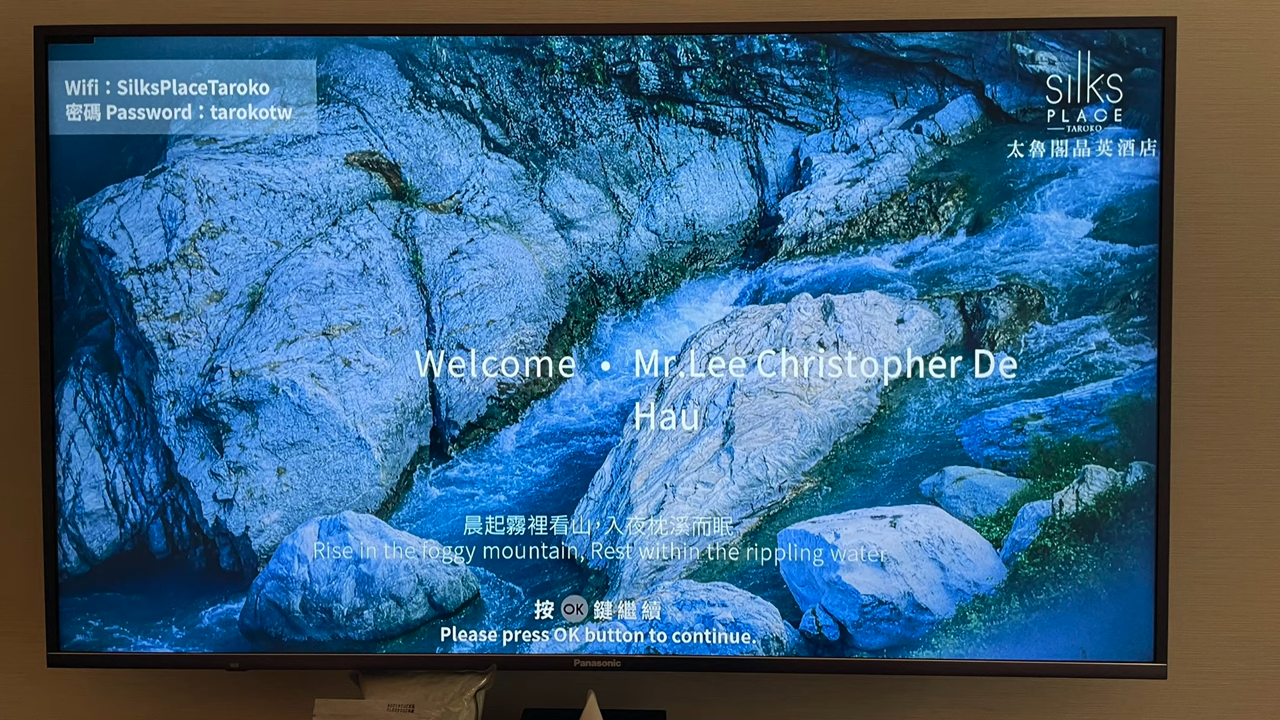 Wifi：SilksPlaceTaroko
密碼 Password：tarokotw
silks
PLACE
TAROKO
太魯閣晶英酒店
Welcome • Mr.Lee Christopher De
Hau
晨起霧裡看山，入夜枕溪而眠
Rise in the foggy mountain, Rest within the rippling water
按 OK 鍵繼續
Please press OK button to continue.
Panasonic